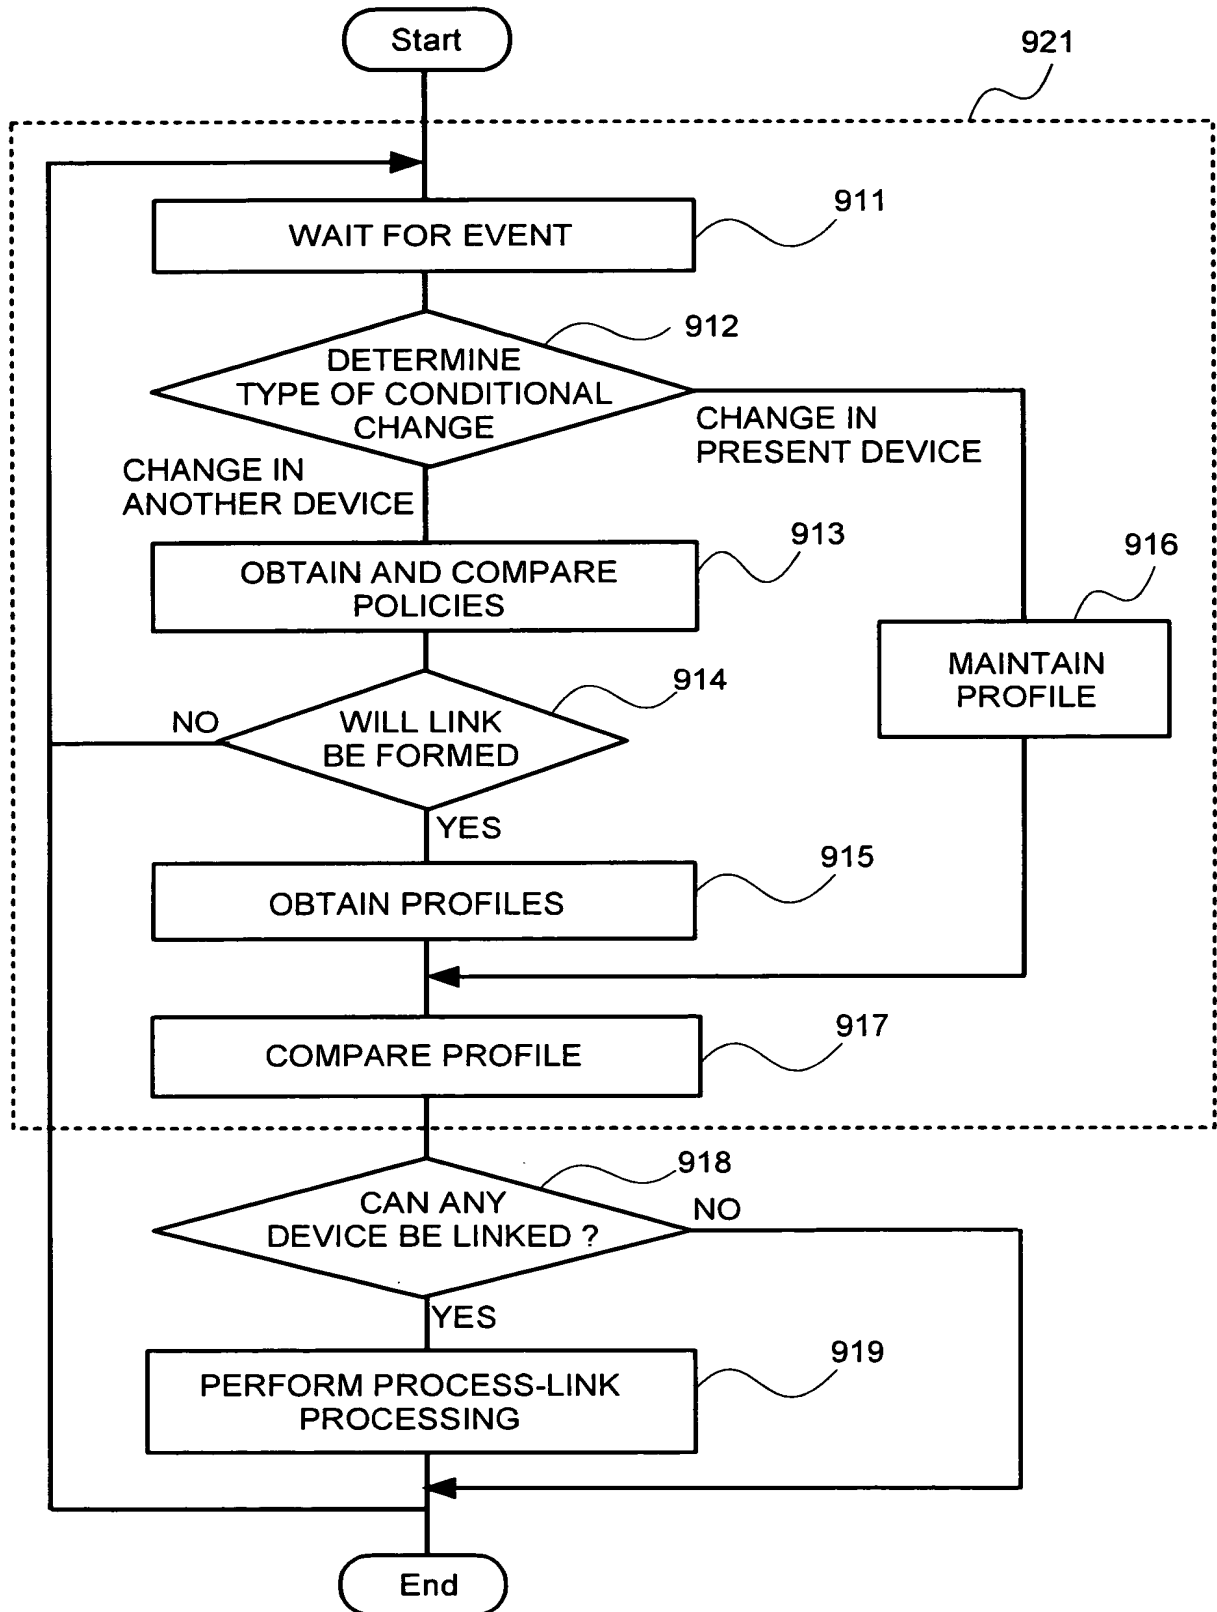 Start
921
WAIT FOR EVENT
911
912
DETERMINE
TYPE OF CONDITIONAL
CHANGE
CHANGE IN
PRESENT DEVICE
CHANGE IN
ANOTHER DEVICE
913
OBTAIN AND COMPARE
POLICIES
916
MAINTAIN
PROFILE
914
NO
WILL LINK
BE FORMED
YES
915
OBTAIN PROFILES
917
COMPARE PROFILE
918
CAN ANY
DEVICE BE LINKED ?
NO
YES
919
PERFORM PROCESS-LINK
PROCESSING
End